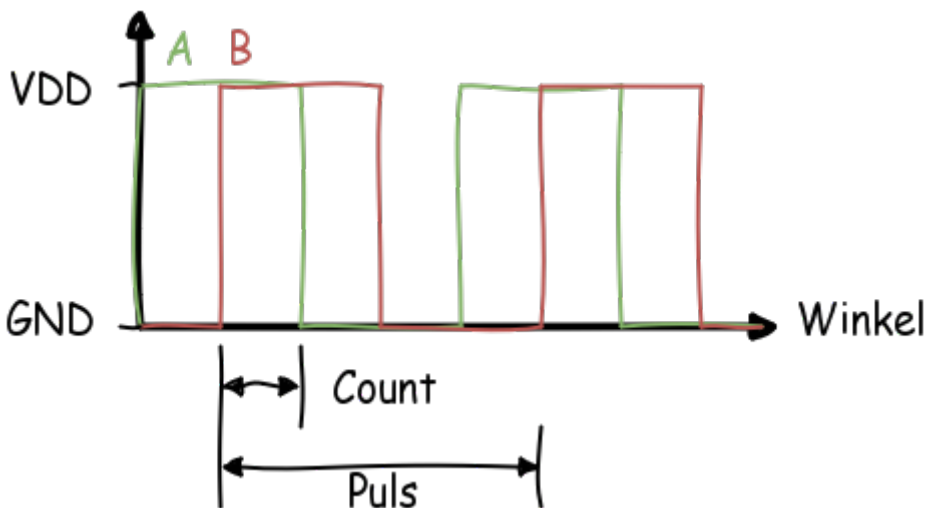 A B
VDD
GND
Winkel
Count
Puls